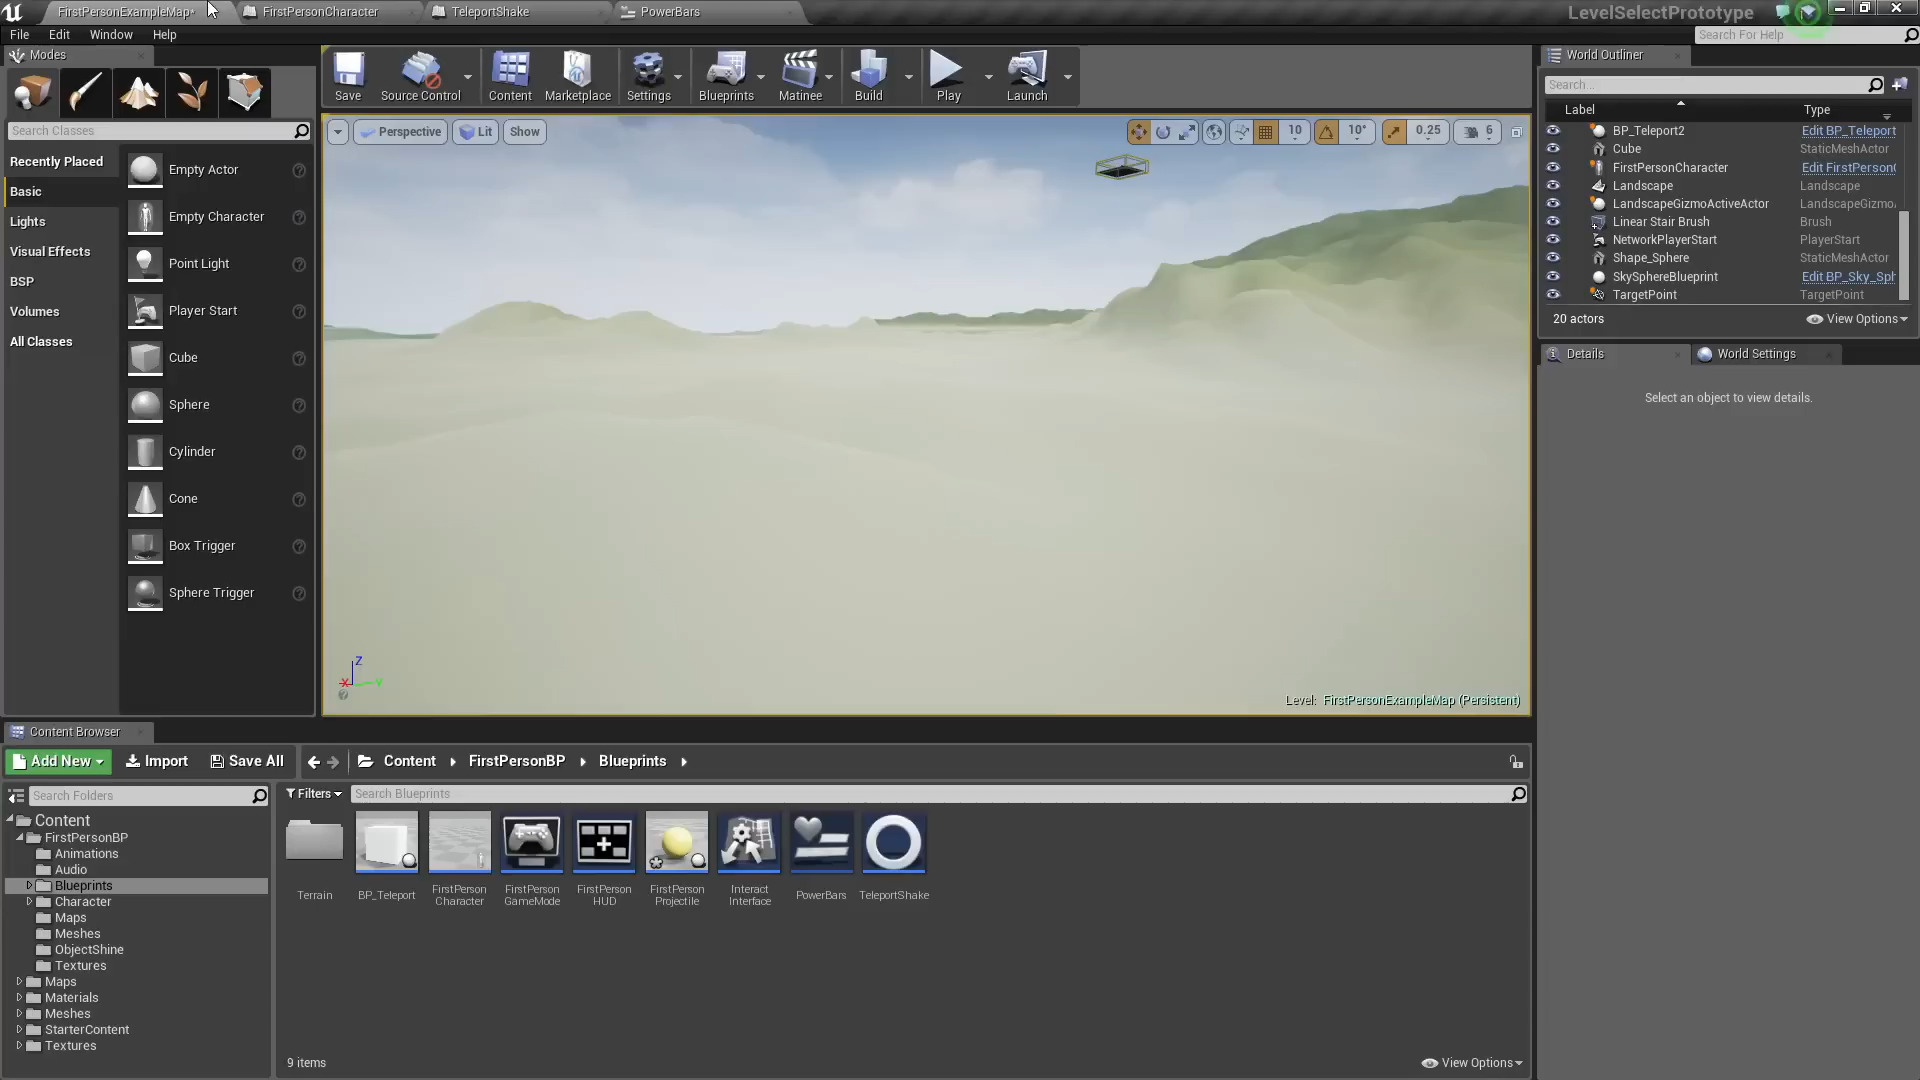 FirstPersonExampleMap*
FirstPersonCharacter
TeleportShake
PowerBars
LevelSelectPrototype
File
Edit
Window
Help
Search For Help
Modes
Save
Source Control
Content
Marketplace
Settings
Blueprints
Matinee
Build
Play
Launch
World Outliner
Search...
Label
Type
BP_Teleport2
Edit BP_Teleport
Cube
StaticMeshActor
FirstPersonCharacter
Edit FirstPerson(
Landscape
Landscape
LandscapeGizmoActiveActor
LandscapeGizmo
Linear Stair Brush
Brush
NetworkPlayerStart
PlayerStart
Shape_Sphere
StaticMeshActor
SkySphereBlueprint
Edit BP_Sky_Sph
TargetPoint
TargetPoint
20 actors
View Options
Details
World Settings
Select an object to view details.
Search Classes
Recently Placed
Basic
Lights
Visual Effects
BSP
Volumes
All Classes
Empty Actor
Empty Character
Point Light
Player Start
Cube
Sphere
Cylinder
Cone
Box Trigger
Sphere Trigger
Perspective
Lit
Show
10
10°
0.25
6
Z
X
Y
Level: FirstPersonExampleMap (Persistent)
Content Browser
Add New
Import
Save All
Content
FirstPersonBP
Blueprints
Search Folders
Filters
Search Blueprints
Content
FirstPersonBP
Animations
Audio
Blueprints
Character
Maps
Meshes
ObjectShine
Textures
Maps
Materials
Meshes
StarterContent
Textures
Terrain
BP_Teleport
FirstPerson
Character
FirstPerson
GameMode
FirstPerson
HUD
FirstPerson
Projectile
Interact
Interface
PowerBars
TeleportShake
9 items
View Options